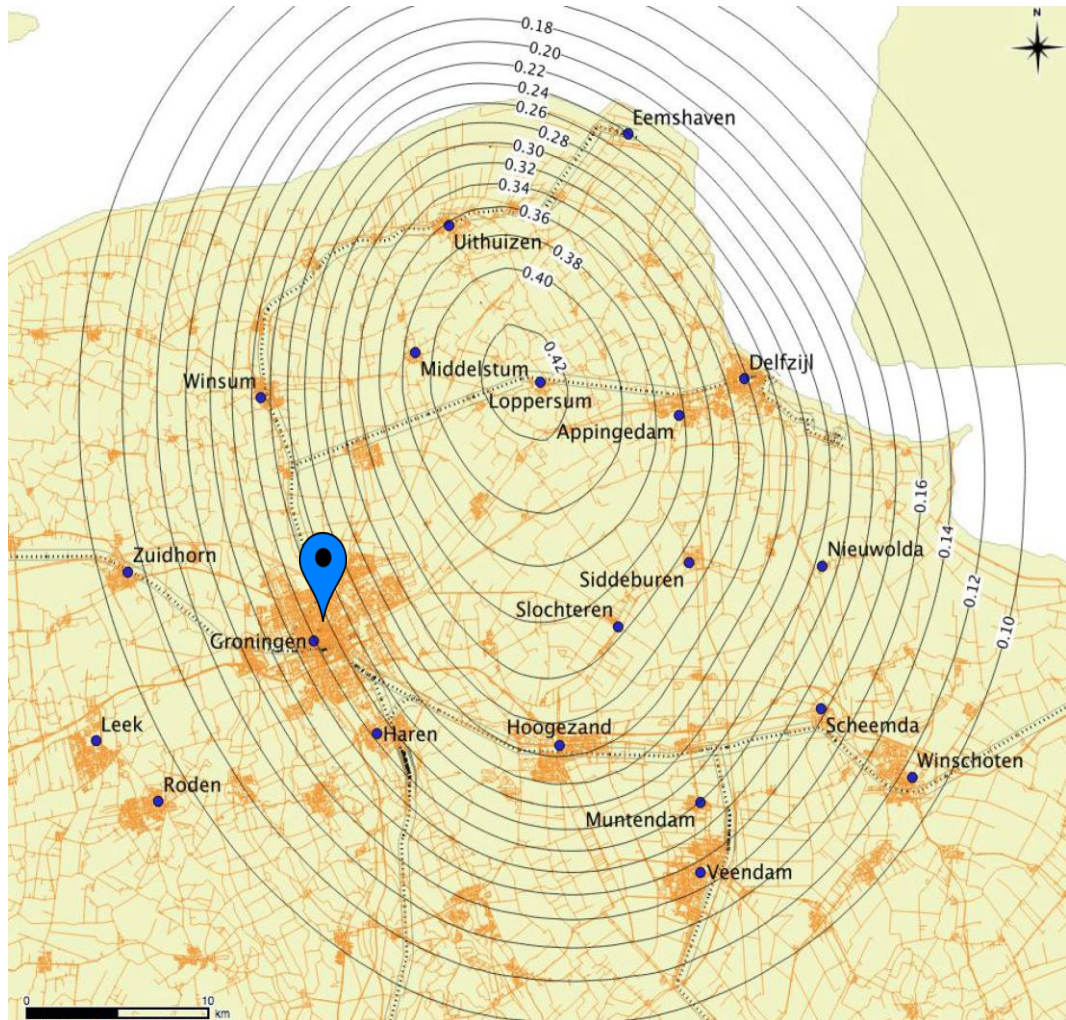 N
0.18
0.20
0.22
0.24
0.26
0.28
0.30
0.32
0.34
0.36
0.38
0.40
0.42
Eemshaven
Uithuizen
Middelstum
Winsum
Loppersum
Delfzijl
Appingedam
0.16
0.14
0.12
0.10
Zuidhorn
Nieuwolda
Siddeburen
Slochteren
Groningen
Leek
Haren
Hoogezand
Scheemda
Winschoten
Roden
Muntendam
Veendam
0 10
km